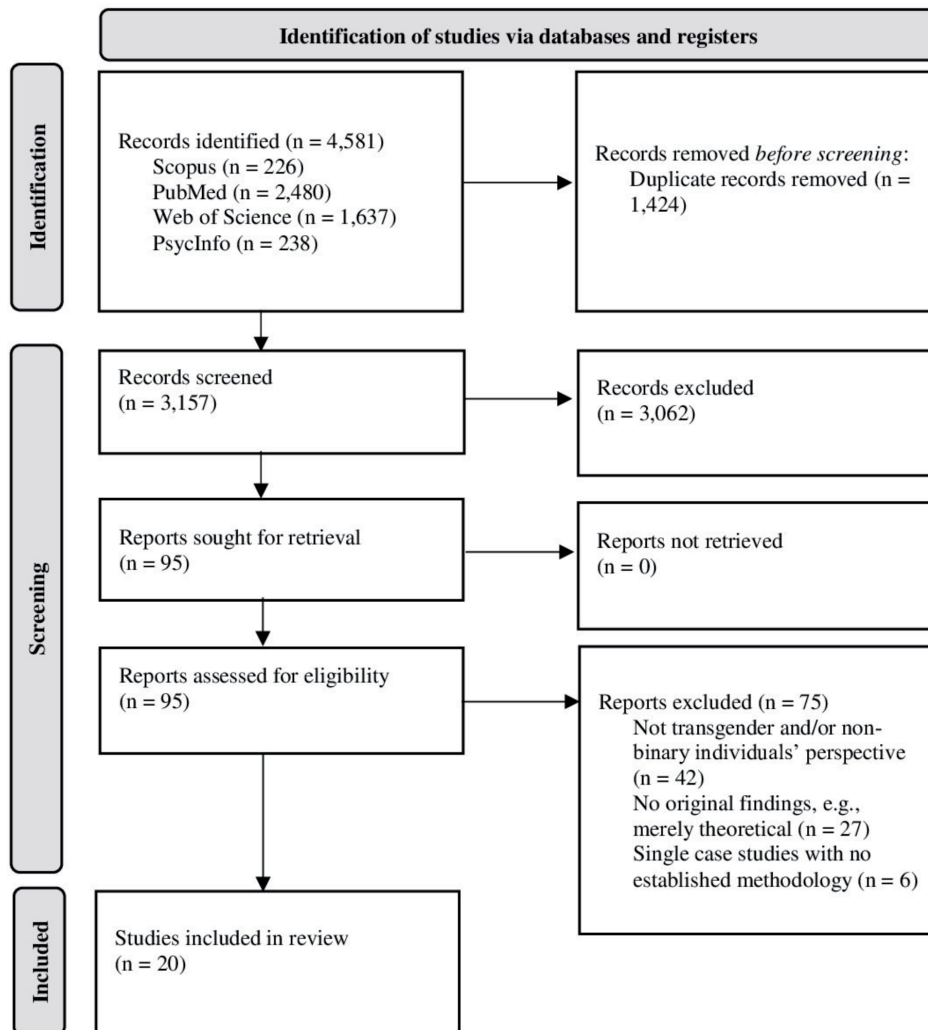 Identification of studies via databases and registers
Identification
Records identified (n = 4,581)
Scopus (n = 226)
PubMed (n = 2,480)
Web of Science (n = 1,637)
PsycInfo (n = 238)
Records removed before screening:
Duplicate records removed (n =
1,424)
Screening
Records screened
(n = 3,157)
Records excluded
(n = 3,062)
Reports sought for retrieval
(n = 95)
Reports not retrieved
(n = 0)
Reports assessed for eligibility
(n = 95)
Reports excluded (n = 75)
Not transgender and/or non-
binary individuals’ perspective
(n = 42)
No original findings, e.g.,
merely theoretical (n = 27)
Single case studies with no
established methodology (n = 6)
Included
Studies included in review
(n = 20)